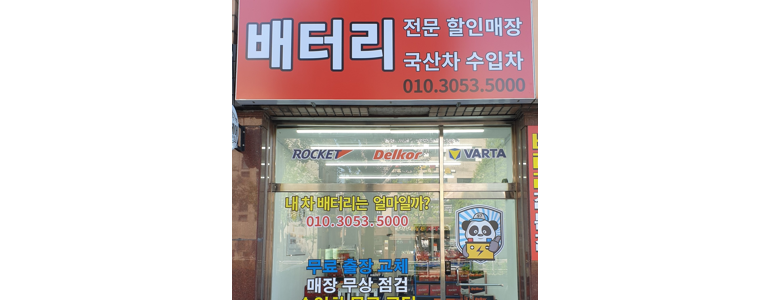 배터리
전문 할인매장
국산차 수입차
010.3053.5000
ROCKET
Delkor
VARTA
내 차 배터리는 얼마일까?
010.3053.5000
무료 출장 교체
매장 무상 점검